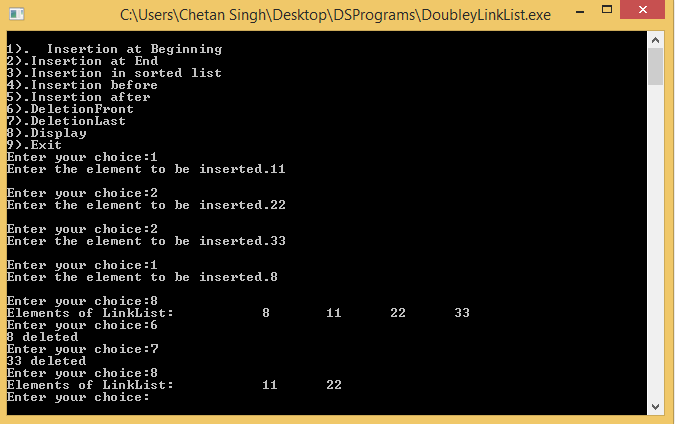 C:\Users\Chetan Singh\Desktop\DSPrograms\DoubleyLinkList.exe
1).  Insertion at Beginning
2).Insertion at End
3).Insertion in sorted list
4).Insertion before
5).Insertion after
6).DeletionFront
7).DeletionLast
8).Display
9).Exit
Enter your choice:1
Enter the element to be inserted.11
Enter your choice:2
Enter the element to be inserted.22
Enter your choice:2
Enter the element to be inserted.33
Enter your choice:1
Enter the element to be inserted.8
Enter your choice:8
Elements of LinkList:           8       11      22      33
Enter your choice:6
8 deleted
Enter your choice:7
33 deleted
Enter your choice:8
Elements of LinkList:           11      22
Enter your choice: